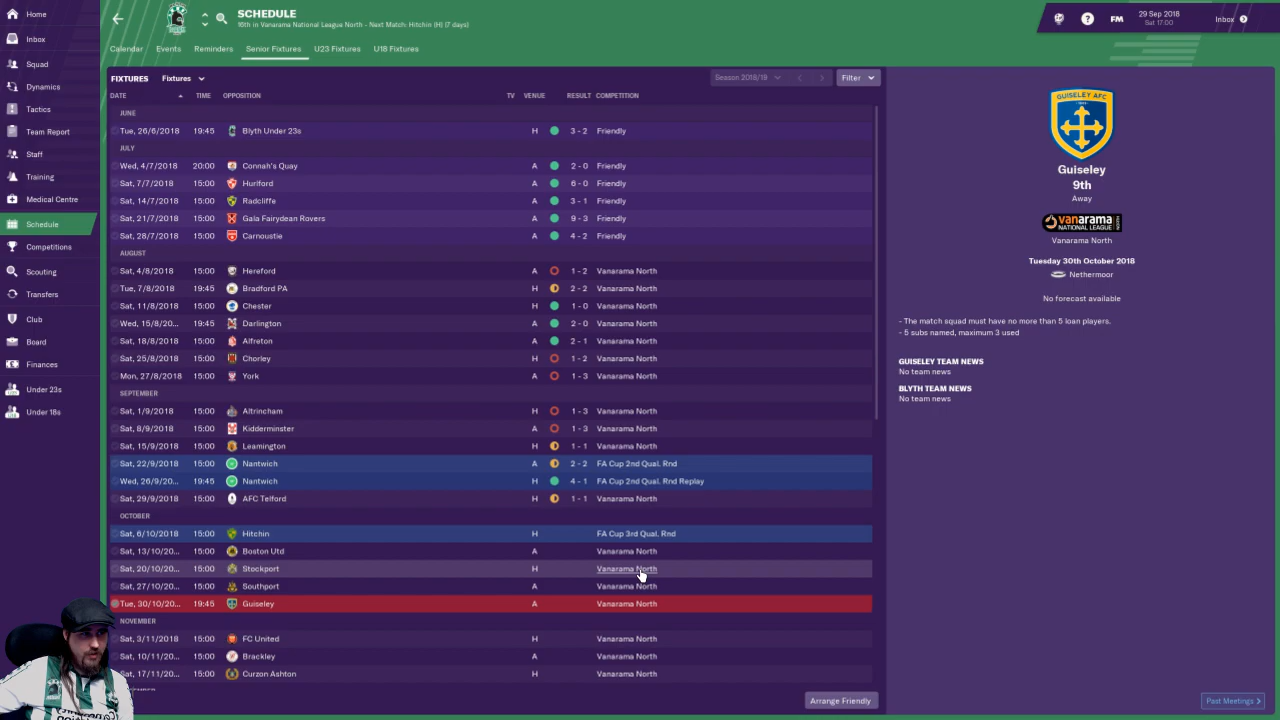 Home
Inbox
Squad
Dynamics
Tactics
Team Report
Staff
Training
Medical Centre
Schedule
Competitions
Scouting
Transfers
Club
Board
Finances
Under 23s
Under 18s
SCHEDULE
16th in Vanarama National League North - Next Match: Hitchin (H) (7 days)
FM
29 Sep 2018
Sat 17:00
Inbox
Calendar Events Reminders Senior Fixtures U23 Fixtures U18 Fixtures
FIXTURES Fixtures Season 2018/19 Filter
DATE TIME OPPOSITION TV VENUE RESULT COMPETITION
JUNE
Tue, 26/6/2018 19:45 Blyth Under 23s H 3 - 2 Friendly
JULY
Wed, 4/7/2018 20:00 Connah's Quay A 2 - 0 Friendly
Sat, 7/7/2018 15:00 Hurlford A 6 - 0 Friendly
Sat, 14/7/2018 15:00 Radcliffe A 3 - 1 Friendly
Sat, 21/7/2018 15:00 Gala Fairydean Rovers A 9 - 3 Friendly
Sat, 28/7/2018 15:00 Carnoustie A 4 - 2 Friendly
AUGUST
Sat, 4/8/2018 15:00 Hereford A 1 - 2 Vanarama North
Tue, 7/8/2018 19:45 Bradford PA H 2 - 2 Vanarama North
Sat, 11/8/2018 15:00 Chester H 1 - 0 Vanarama North
Wed, 15/8/20... 19:45 Darlington A 2 - 0 Vanarama North
Sat, 18/8/2018 15:00 Alfreton A 2 - 1 Vanarama North
Sat, 25/8/2018 15:00 Chorley H 1 - 2 Vanarama North
Mon, 27/8/2018 15:00 York A 1 - 3 Vanarama North
SEPTEMBER
Sat, 1/9/2018 15:00 Altrincham H 1 - 3 Vanarama North
Sat, 8/9/2018 15:00 Kidderminster A 1 - 3 Vanarama North
Sat, 15/9/2018 15:00 Leamington H 1 - 1 Vanarama North
Sat, 22/9/2018 15:00 Nantwich A 2 - 2 FA Cup 2nd Qual. Rnd
Wed, 26/9/20... 19:45 Nantwich H 4 - 1 FA Cup 2nd Qual. Rnd Replay
Sat, 29/9/2018 15:00 AFC Telford H 1 - 1 Vanarama North
OCTOBER
Sat, 6/10/2018 15:00 Hitchin H FA Cup 3rd Qual. Rnd
Sat, 13/10/20... 15:00 Boston Utd A Vanarama North
Sat, 20/10/20... 15:00 Stockport H Vanarama North
Sat, 27/10/20... 15:00 Southport A Vanarama North
Tue, 30/10/20... 19:45 Guiseley A Vanarama North
NOVEMBER
Sat, 3/11/2018 15:00 FC United H Vanarama North
Sat, 10/11/20... 15:00 Brackley A Vanarama North
Sat, 17/11/20... 15:00 Curzon Ashton H Vanarama North
Arrange Friendly
GUISELEY AFC
Guiseley
9th
Away
vanarama
NATIONAL LEAGUE
Vanarama North
Tuesday 30th October 2018
Nethermoor
No forecast available
- The match squad must have no more than 5 loan players.
- 5 subs named, maximum 3 used
GUISELEY TEAM NEWS
No team news
BLYTH TEAM NEWS
No team news
Past Meetings